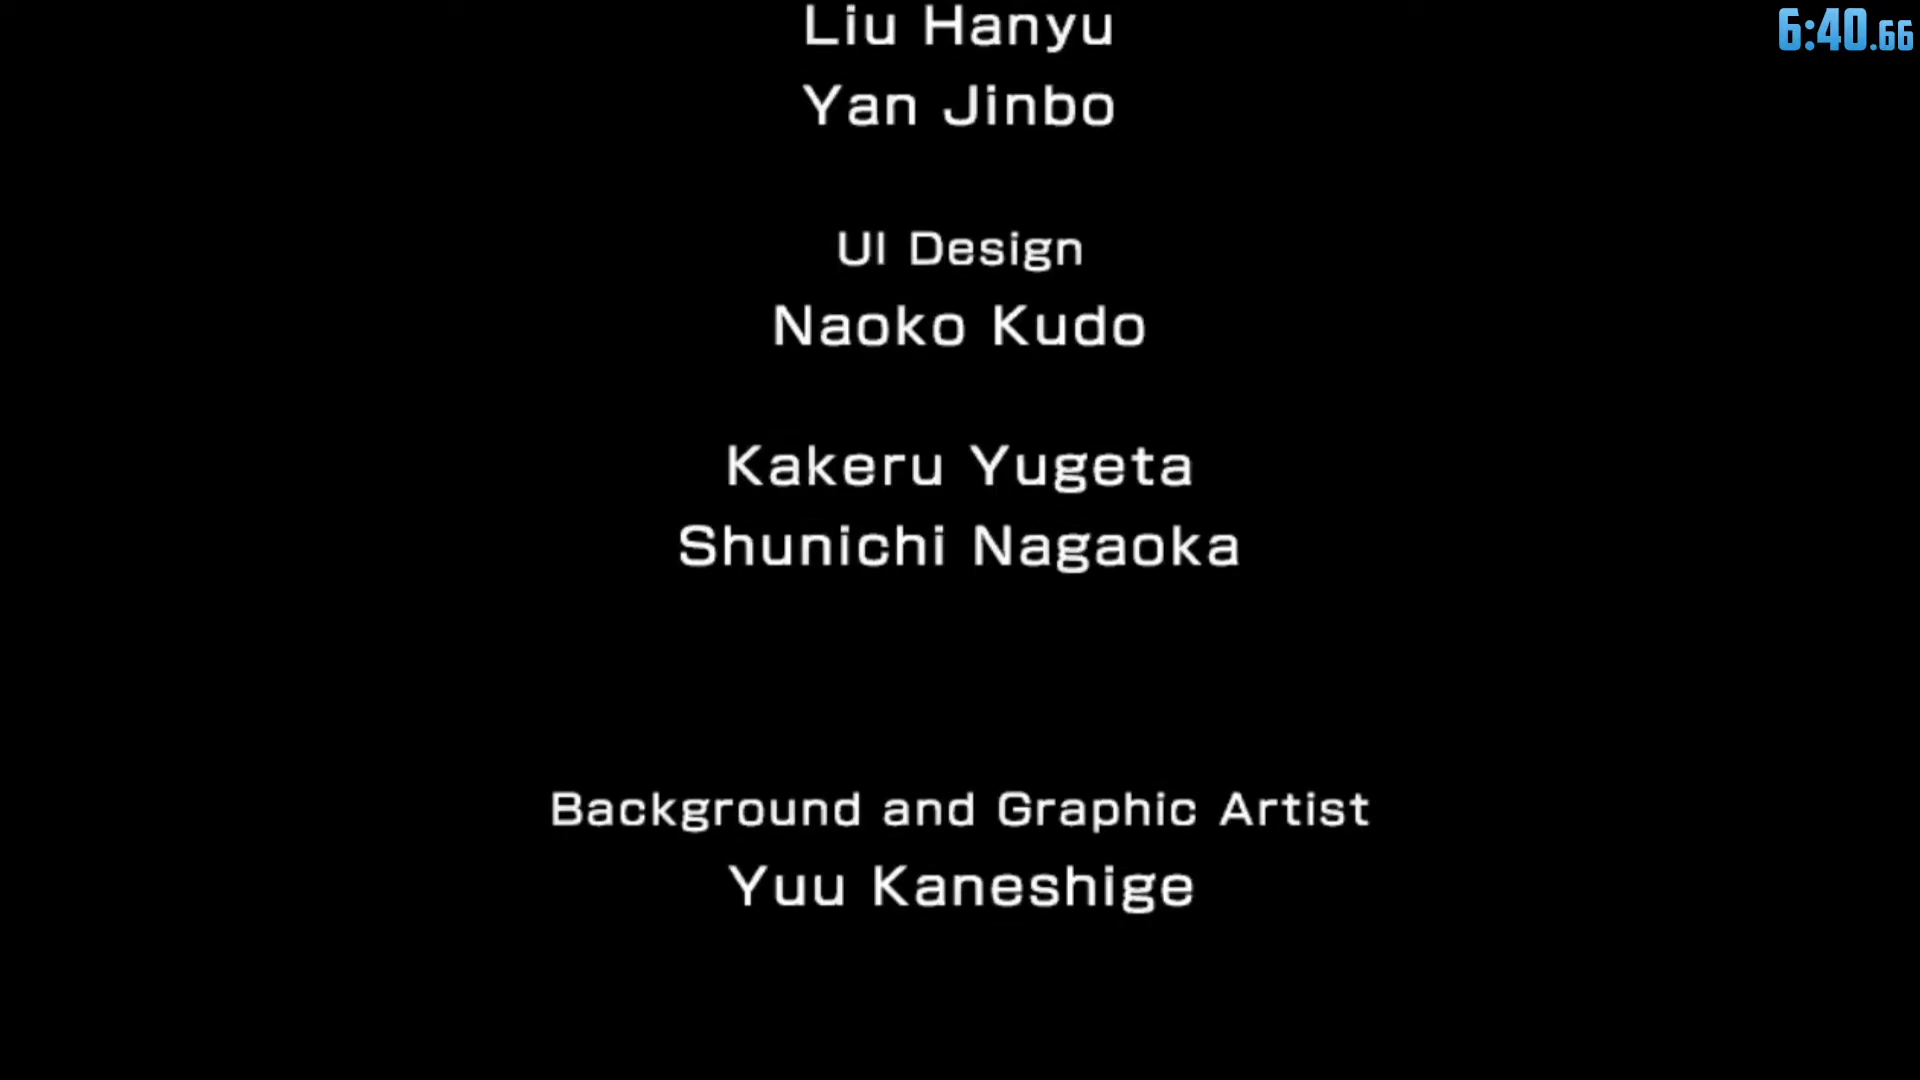 Liu Hanyu
6:40.66
Yan Jinbo
UI Design
Naoko Kudo
Kakeru Yugeta
Shunichi Nagaoka
Background and Graphic Artist
Yuu Kaneshige